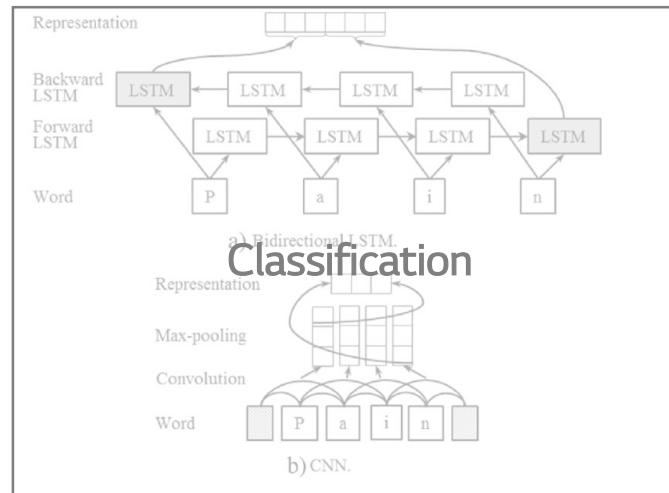 Representation
Backward
LSTM
LSTM LSTM LSTM LSTM
Forward
LSTM
LSTM LSTM LSTM LSTM
Word P a i n
a) Bidirectional LSTM.
Classification
Representation
Max-pooling
Convolution
Word P a i n
b) CNN.